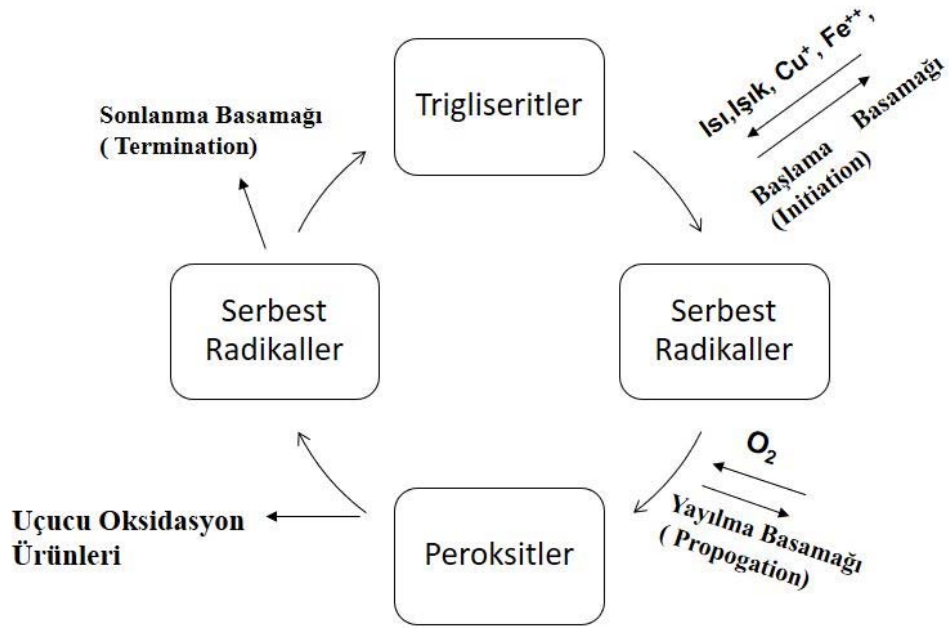 Trigliseritler
Isı,Işık, Cu⁺, Fe⁺⁺,
Başlama Basamağı
(Initiation)
Sonlanma Basamağı
( Termination)
Serbest
Radikaller
Serbest
Radikaller
O₂
Yayılma Basamağı
( Propogation)
Uçucu Oksidasyon
Ürünleri
Peroksitler